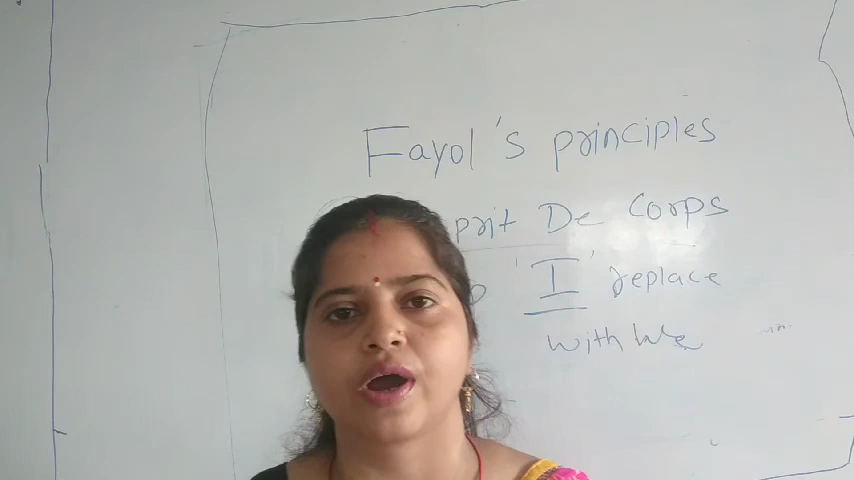 Fayol's principles
prit De Corps
'I' replace
with We